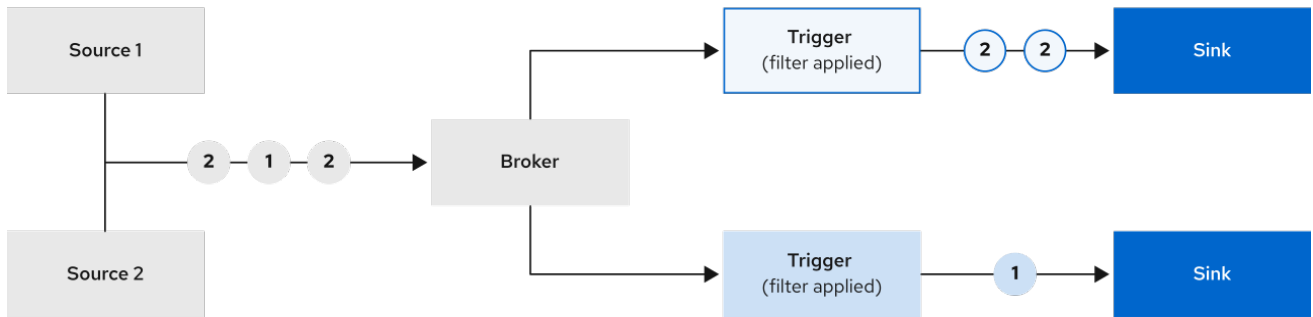 Source 1
Trigger
(filter applied)
2 2
Sink
2 1 2
Broker
Source 2
Trigger
(filter applied)
1
Sink